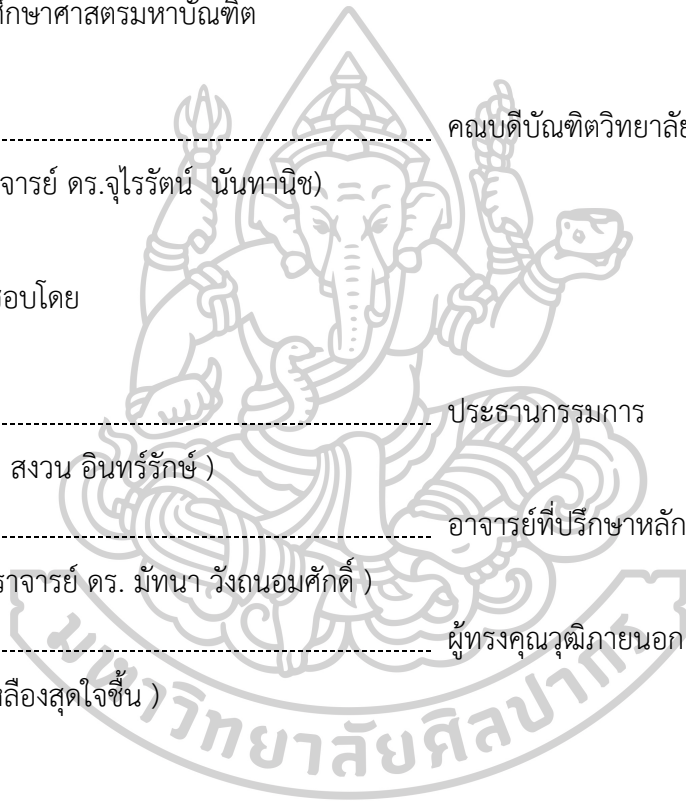 ศึกษาศาสตรมหาบัณฑิต
คณบดีบัณฑิตวิทยาลัย
จารย์ ดร.จุไรรัตน์ นันทานิช)
สอบโดย
ประธานกรรมการ
สงวน อินทร์รักษ์ )
อาจารย์ที่ปรึกษาหลัก
ราจารย์ ดร. มัทนา วังถนอมศักดิ์ )
ผู้ทรงคุณวุฒิภายนอก
หลืองสุดใจชื้น )
มหาวิทยาลัยศิลปากร